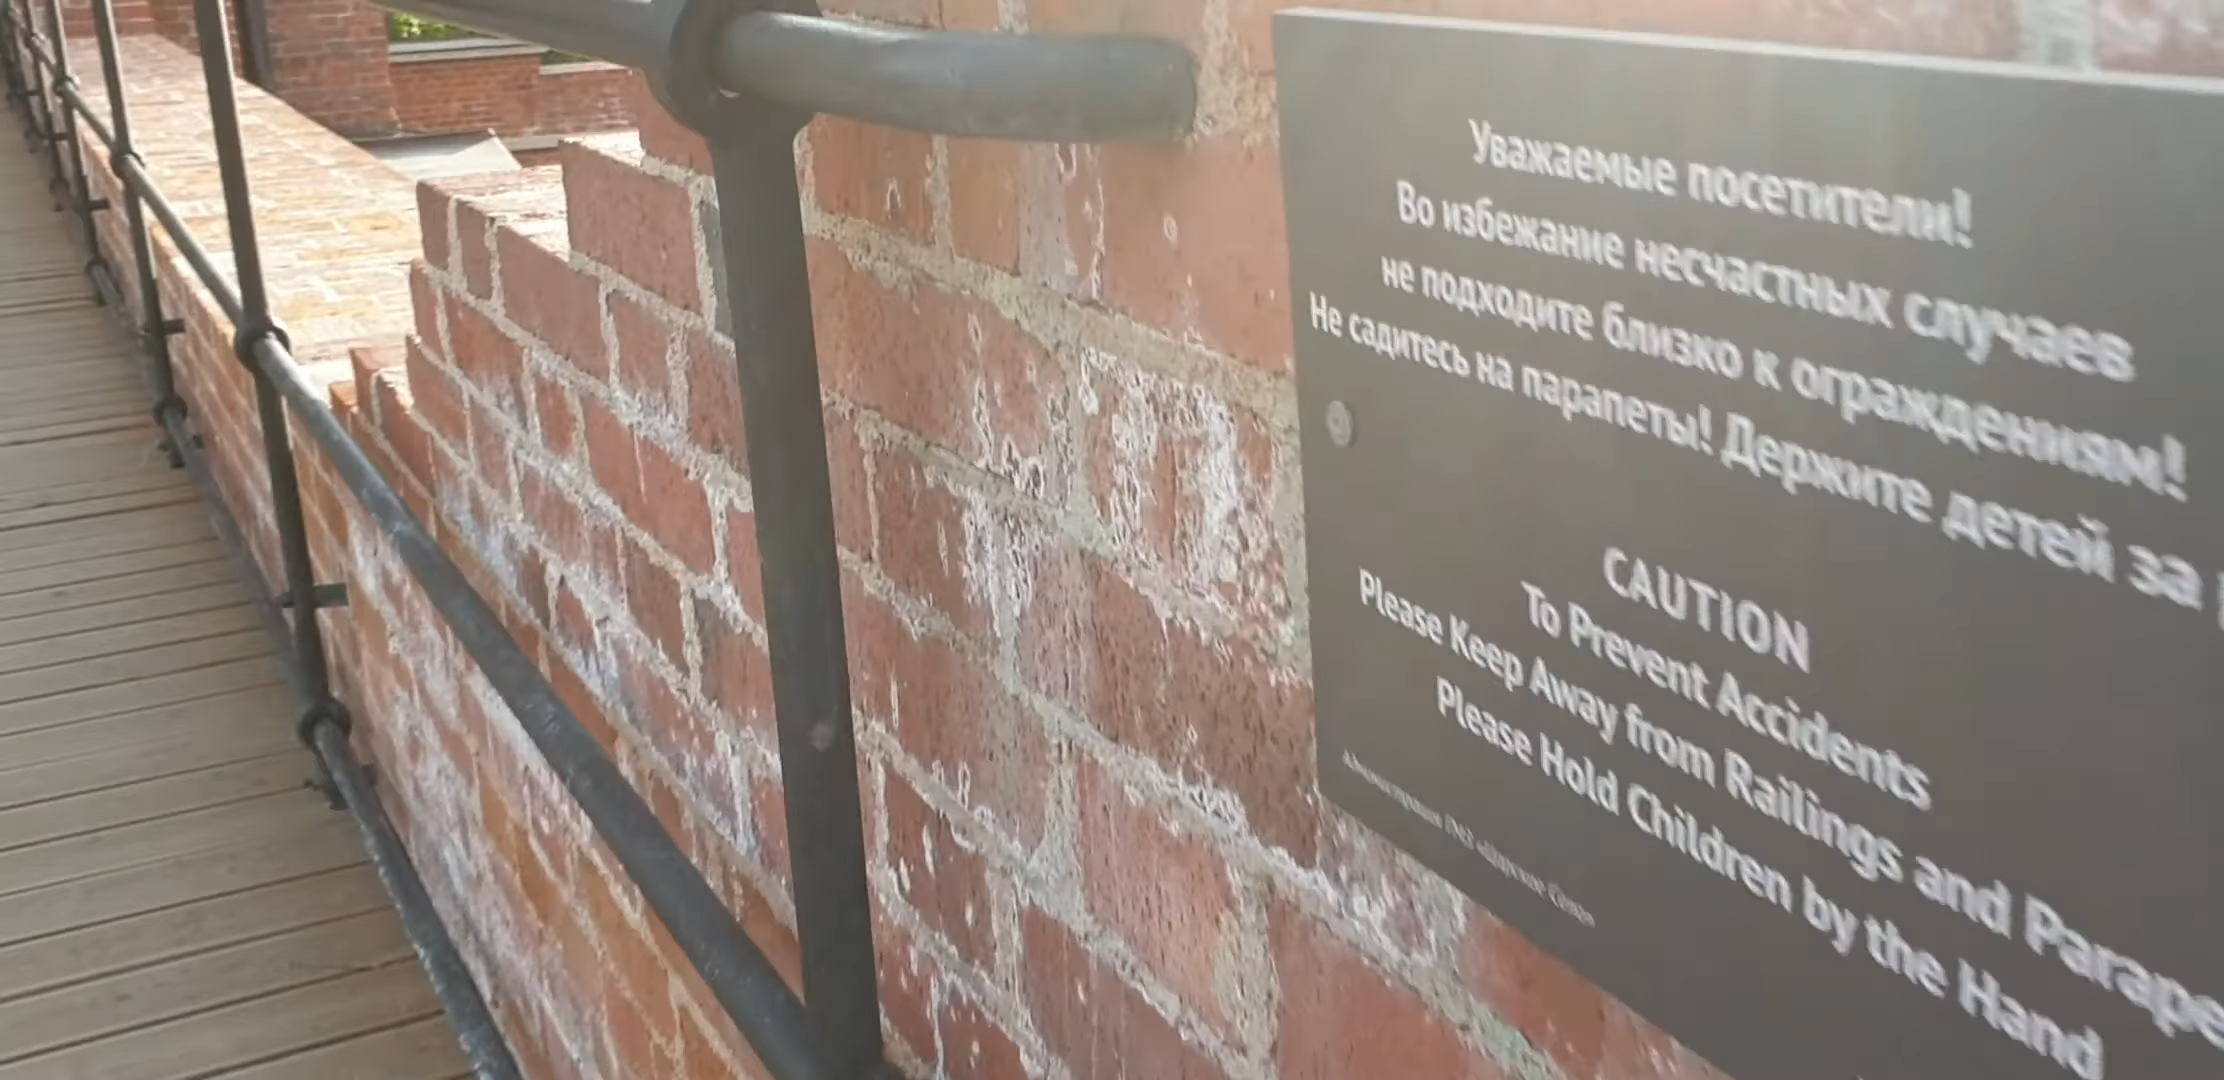 Уважаемые посетители!
Во избежание несчастных случаев
не подходите близко к ограждениям!
Не садитесь на парапеты! Держите детей за
CAUTION
To Prevent Accidents
Please Keep Away from Railings and Parape
Please Hold Children by the Hand